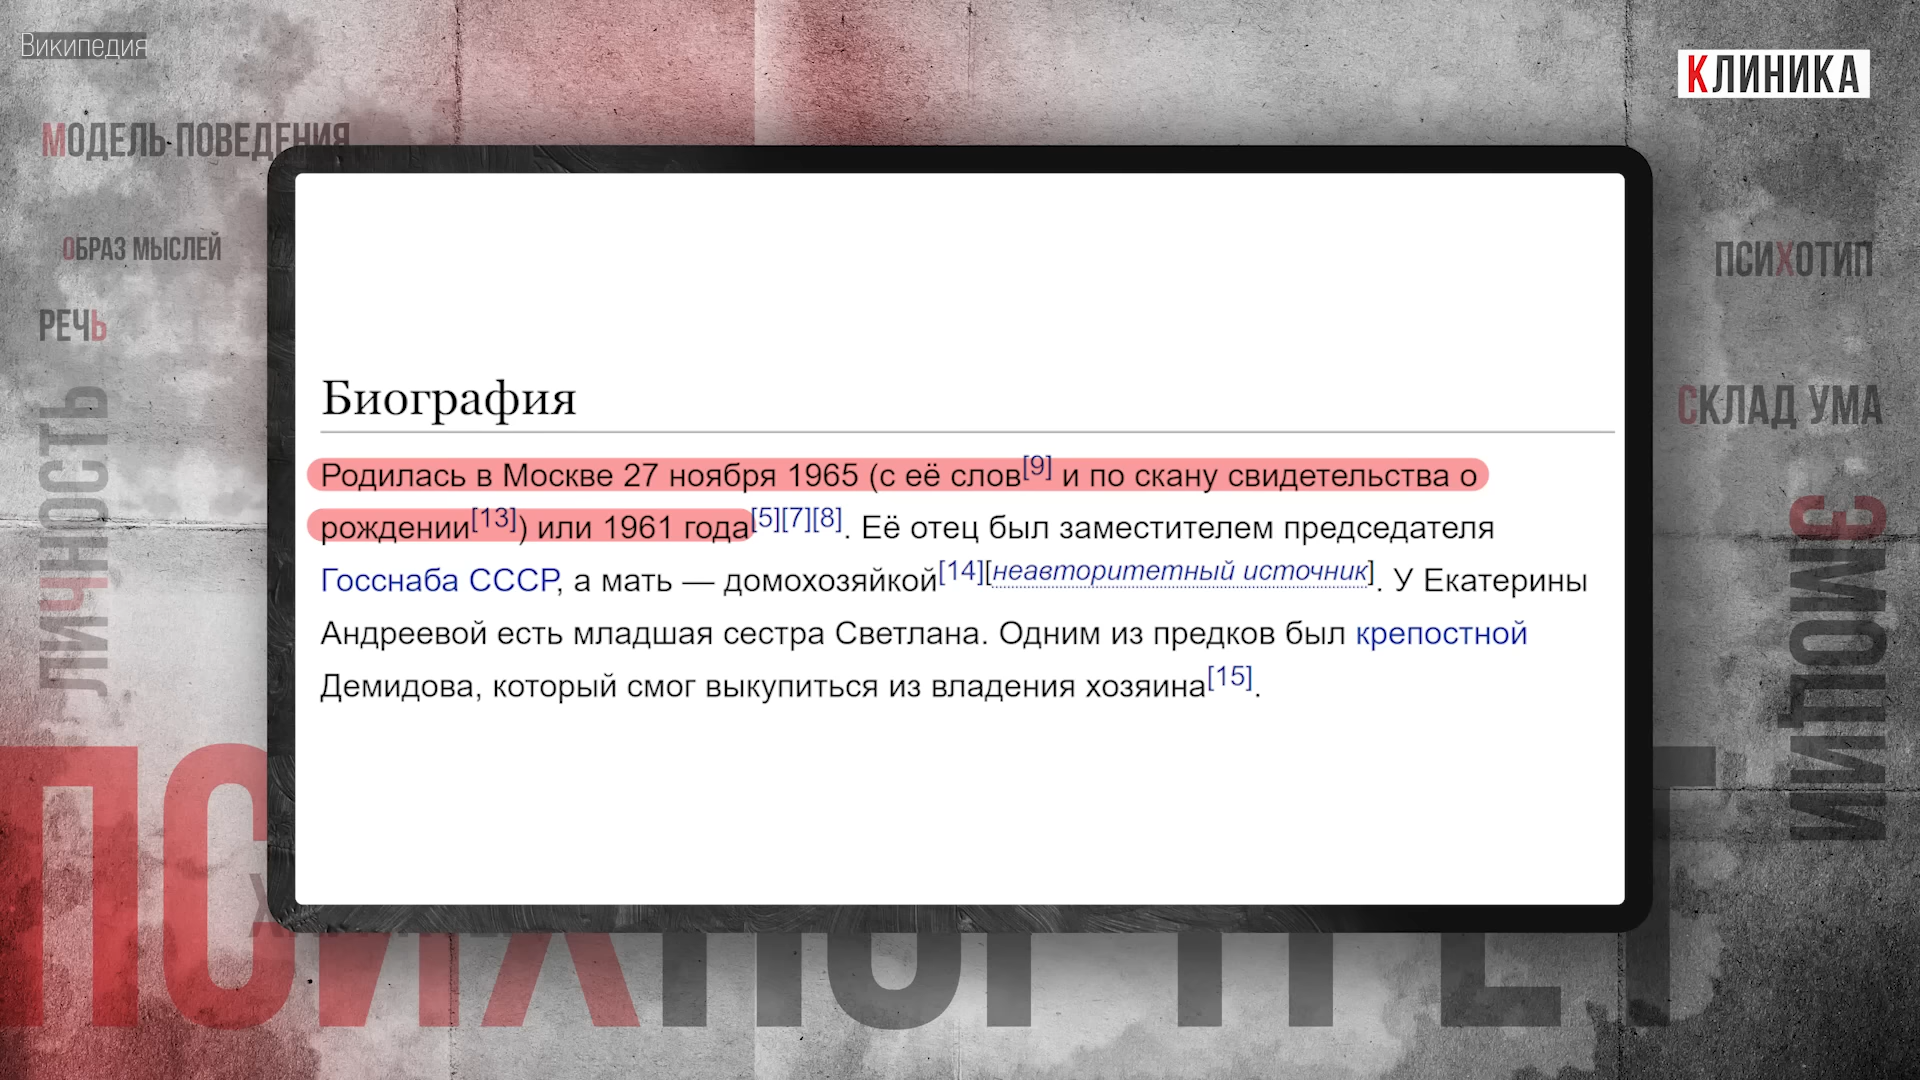 Википедия
КЛИНИКА
МОДЕЛЬ ПОВЕДЕНИЯ
ОБРАЗ МЫСЛЕЙ
ПСИХОТИП
РЕЧЬ
СКЛАД УМА
ЛИЧНОСТЬ
ЭМОЦИИ
Биография
Родилась в Москве 27 ноября 1965 (с её слов[9] и по скану свидетельства о
рождении[13]) или 1961 года[5][7][8]. Её отец был заместителем председателя
Госснаба СССР, а мать — домохозяйкой[14][неавторитетный источник]. У Екатерины
Андреевой есть младшая сестра Светлана. Одним из предков был крепостной
Демидова, который смог выкупиться из владения хозяина[15].
ПСИХПОРТРЕТ